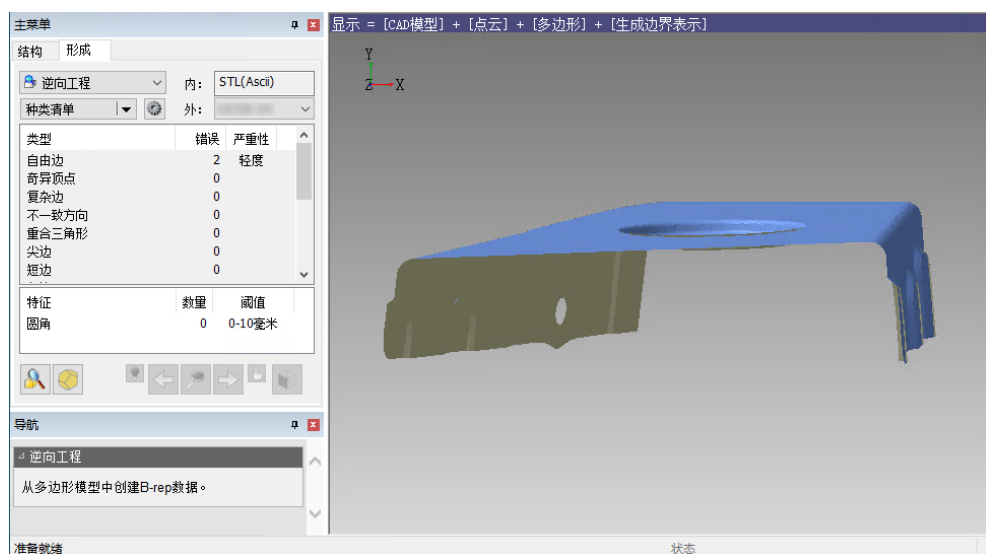 主菜单
显示 = [CAD模型] + [点云] + [多边形] + [生成边界表示]
结构 形成
逆向工程 内: STL(Ascii)
种类清单 外:
类型 错误 严重性
自由边 2 轻度
奇异顶点 0
复杂边 0
不一致方向 0
重合三角形 0
尖边 0
短边 0
特征 数量 阈值
圆角 0 0-10毫米
导航
逆向工程
从多边形模型中创建B-rep数据。
准备就绪 状态
Y
Z X